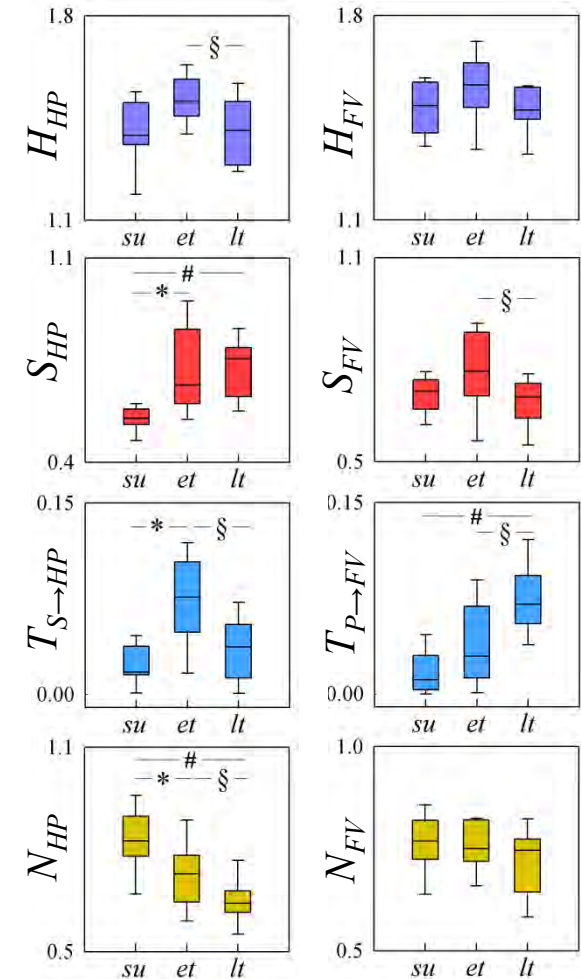 1.8
H_HP
§
1.1
su et lt
1.8
H_FV
1.1
su et lt
1.1
#
*
S_HP
0.4
su et lt
1.1
§
S_FV
0.5
su et lt
0.15
* §
T_S→HP
0.00
su et lt
0.15
#
§
T_P→FV
0.00
su et lt
1.1
#
* §
N_HP
0.5
su et lt
1.0
N_FV
0.5
su et lt